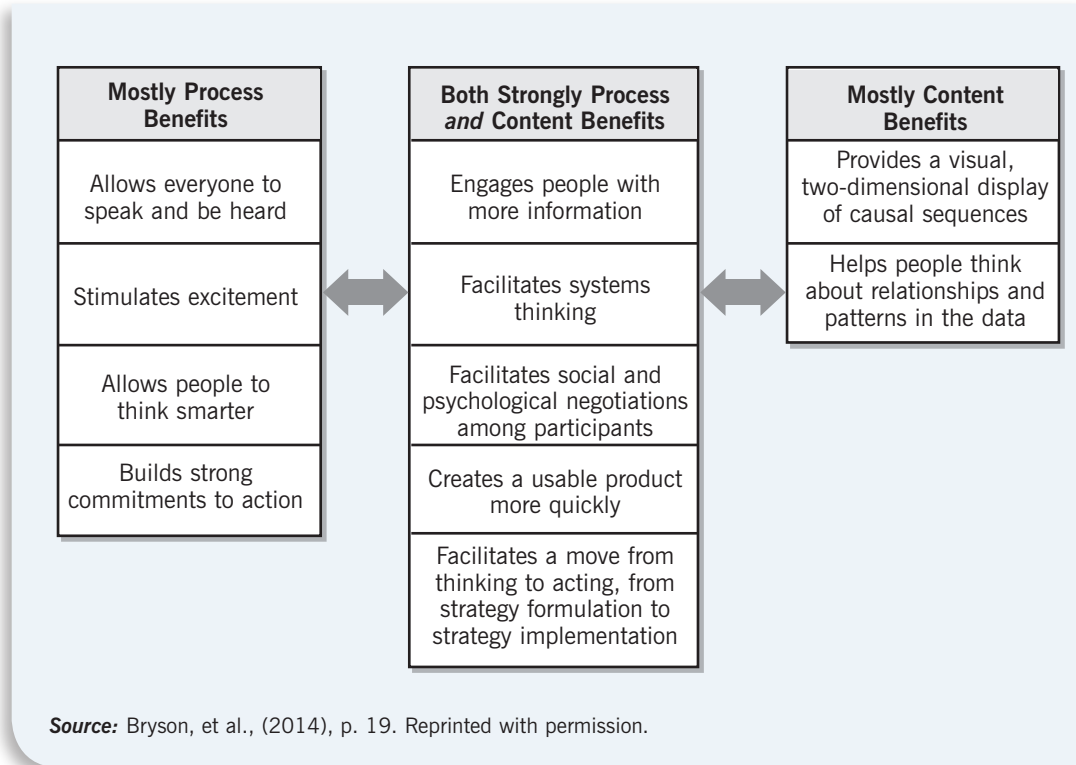 Mostly Process
Benefits
Allows everyone to
speak and be heard
Stimulates excitement
Allows people to
think smarter
Builds strong
commitments to action
Both Strongly Process
and Content Benefits
Engages people with
more information
Facilitates systems
thinking
Facilitates social and
psychological negotiations
among participants
Creates a usable product
more quickly
Facilitates a move from
thinking to acting, from
strategy formulation to
strategy implementation
Mostly Content
Benefits
Provides a visual,
two-dimensional display
of causal sequences
Helps people think
about relationships and
patterns in the data
Source: Bryson, et al., (2014), p. 19. Reprinted with permission.